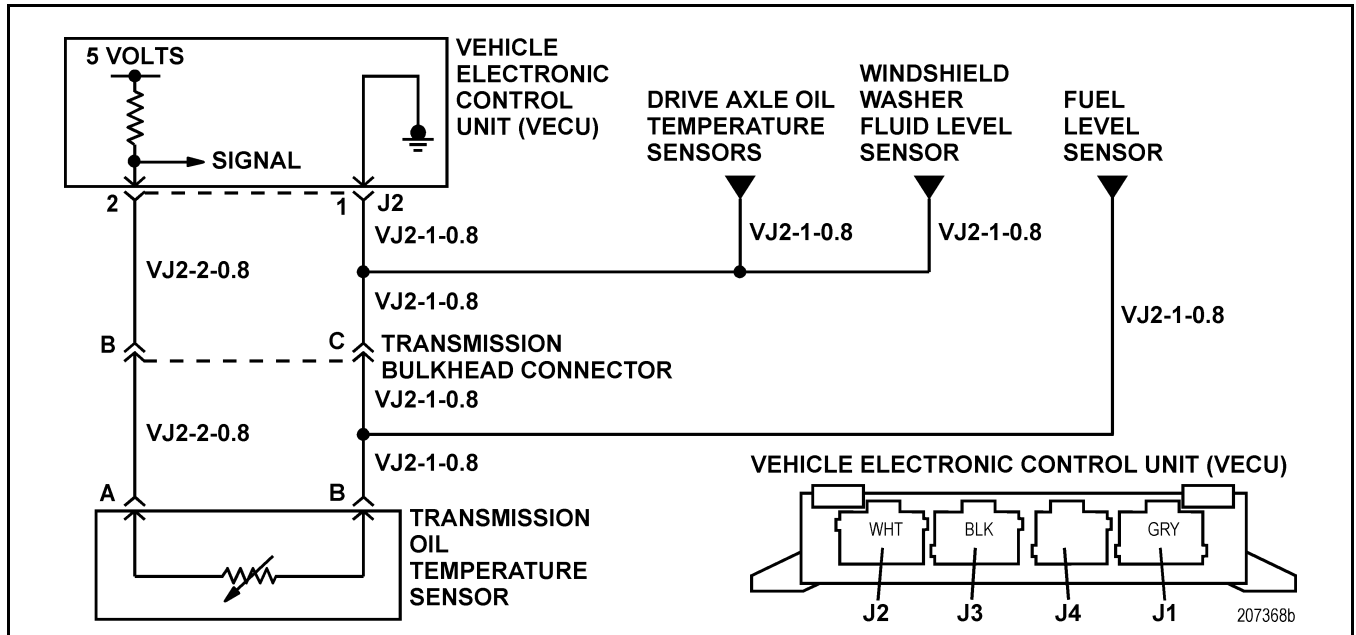 5 VOLTS
SIGNAL
VEHICLE
ELECTRONIC
CONTROL
UNIT (VECU)
DRIVE AXLE OIL
TEMPERATURE
SENSORS
WINDSHIELD
WASHER
FLUID LEVEL
SENSOR
FUEL
LEVEL
SENSOR
2
1
J2
VJ2-1-0.8
VJ2-1-0.8
VJ2-1-0.8
VJ2-2-0.8
VJ2-1-0.8
VJ2-1-0.8
B
C
TRANSMISSION
BULKHEAD CONNECTOR
VJ2-1-0.8
VJ2-2-0.8
VJ2-1-0.8
A
B
TRANSMISSION
OIL
TEMPERATURE
SENSOR
VEHICLE ELECTRONIC CONTROL UNIT (VECU)
WHT
BLK
GRY
J2
J3
J4
J1
207368b